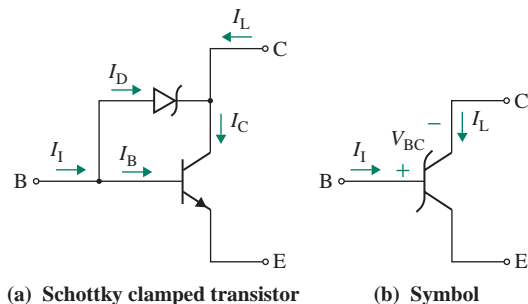 I_L
C
I_D
I_C
I_I
I_B
B
E
(a) Schottky clamped transistor
C
−
V_BC
I_L
I_I
+
B
E
(b) Symbol